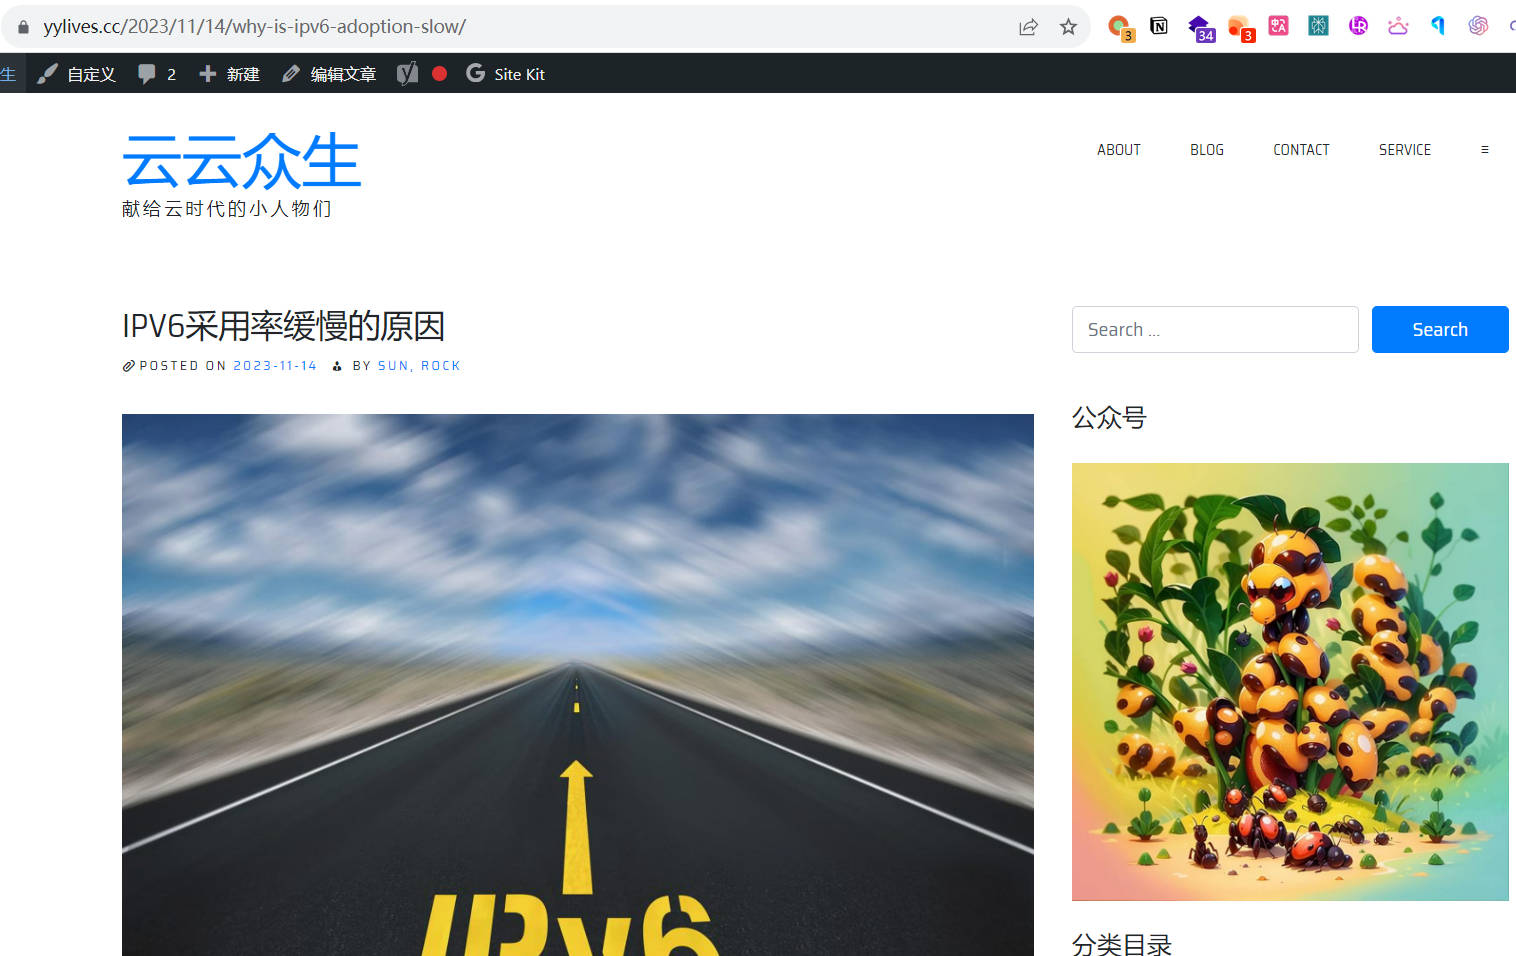 yylives.cc/2023/11/14/why-is-ipv6-adoption-slow/
3
34
3
生 自定义 2 新建 编辑文章 Site Kit
云云众生
献给云时代的小人物们
ABOUT BLOG CONTACT SERVICE ≡
IPV6采用率缓慢的原因
POSTED ON 2023-11-14 BY SUN, ROCK
Search ...
Search
公众号
IPv6
分类目录